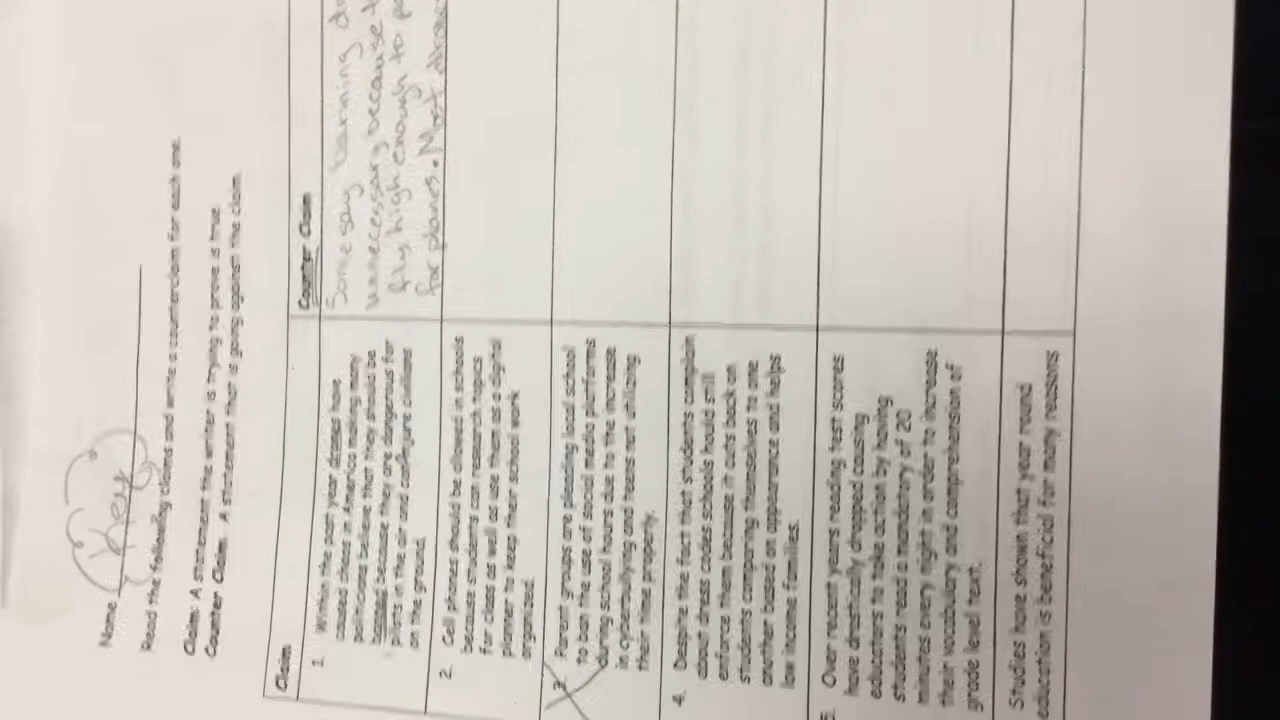 Name Key
Read the following claims and write a counterclaim for each one.
Claim: A statement the writer is trying to prove is true
Counter Claim: A statement that is going against the claim.
Claim
Counter Claim
1. Within the past year drones have
caused chaos in America making many
believe that they should be
banned because they are dangerous for
pilots in the air and
on the ground.
Some say banning
because
fly high enough to
for planes. Most
2. Cell phones should be allowed in schools
because students can research topics
for class as well as use them as a digital
planner to keep their school work
organized.
3. Parent groups are pleading local school
to ban the use of social media platforms
during school hours due to the increase
in cyberbullying and teens not utilizing
their time properly.
4. Despite the fact that students complain
about dress codes schools should still
enforce them because it cuts back on
students comparing themselves to one
another based on appearance and helps
low income families.
5. Over recent years reading test scores
have drastically dropped causing
educators to take action by having
students read a mandatory of 20
minutes every night in order to increase
their vocabulary and comprehension of
grade level text.
Studies have shown that year round
education is beneficial for many reasons